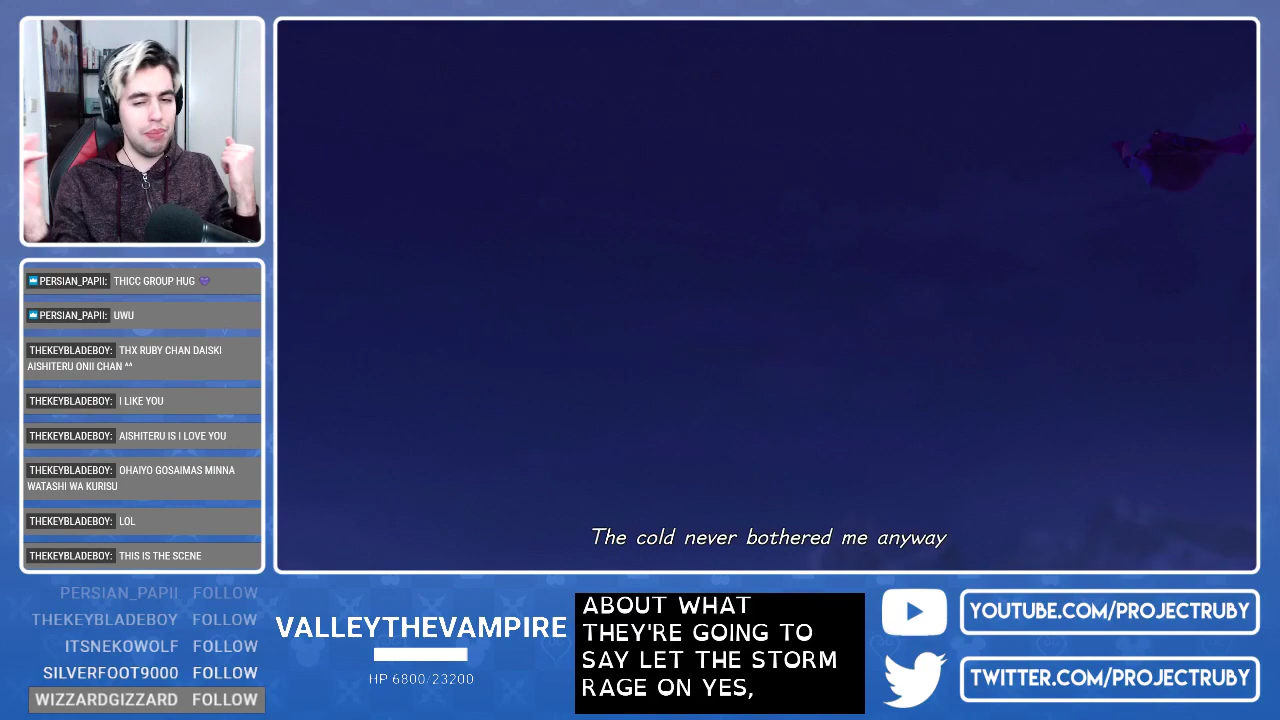 PERSIAN_PAPII: THICC GROUP HUG
PERSIAN_PAPII: UWU
THEKEYBLADEBOY: THX RUBY CHAN DAISKI
AISHITERU ONII CHAN ^^
THEKEYBLADEBOY: I LIKE YOU
THEKEYBLADEBOY: AISHITERU IS I LOVE YOU
THEKEYBLADEBOY: OHAIYO GOSAIMAS MINNA
WATASHI WA KURISU
THEKEYBLADEBOY: LOL
THEKEYBLADEBOY: THIS IS THE SCENE
The cold never bothered me anyway
PERSIAN_PAPII FOLLOW
THEKEYBLADEBOY FOLLOW
ITSNEKOWOLF FOLLOW
SILVERFOOT9000 FOLLOW
WIZZARDGIZZARD FOLLOW
VALLEYTHEVAMPIRE
HP 6800/23200
ABOUT WHAT
THEY'RE GOING TO
SAY LET THE STORM
RAGE ON YES,
YOUTUBE.COM/PROJECTRUBY
TWITTER.COM/PROJECTRUBY